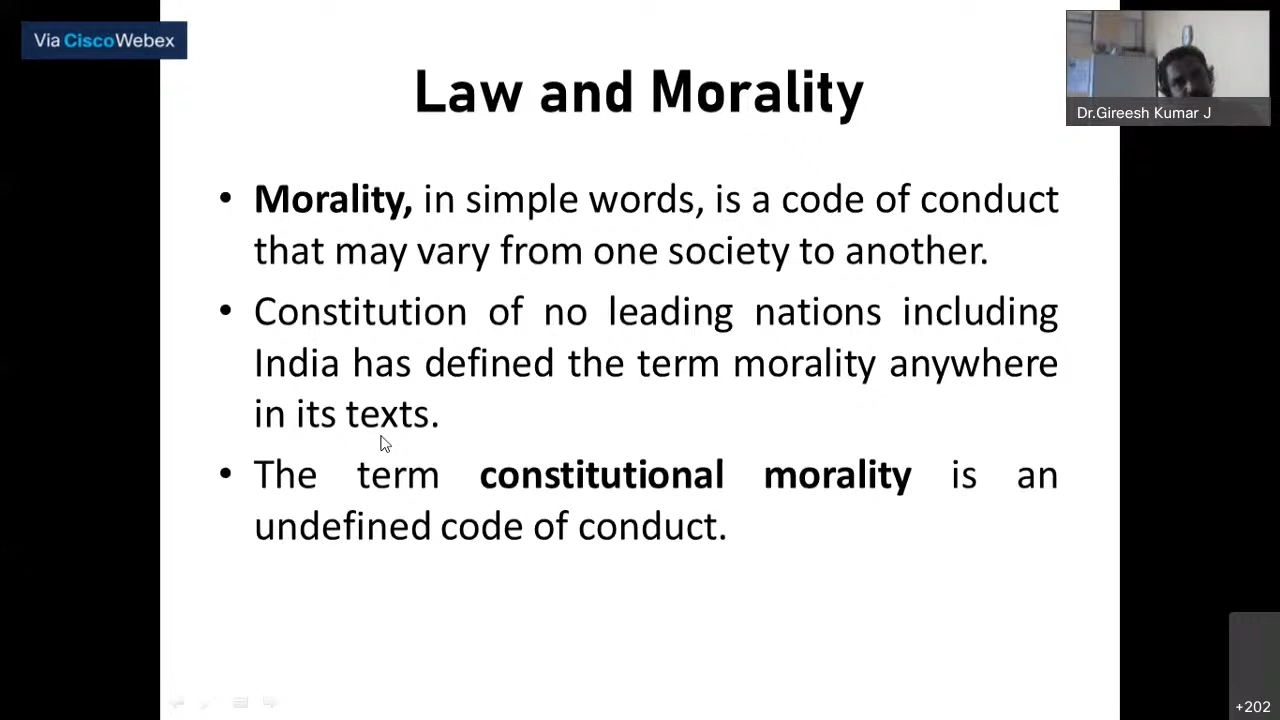 Via CiscoWebex
Law and Morality
Dr.Gireesh Kumar J
• Morality, in simple words, is a code of conduct
that may vary from one society to another.
• Constitution of no leading nations including
India has defined the term morality anywhere
in its texts.
• The term constitutional morality is an
undefined code of conduct.
+202